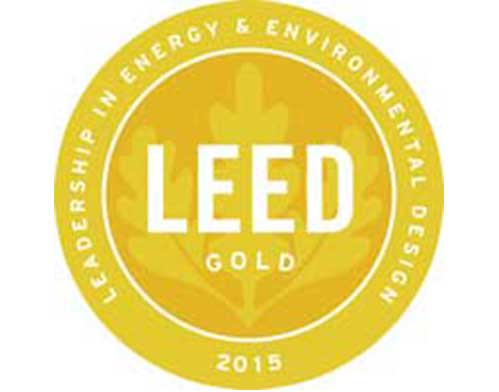 LEADERSHIP IN ENERGY & ENVIRONMENTAL DESIGN
LEED
GOLD
2015